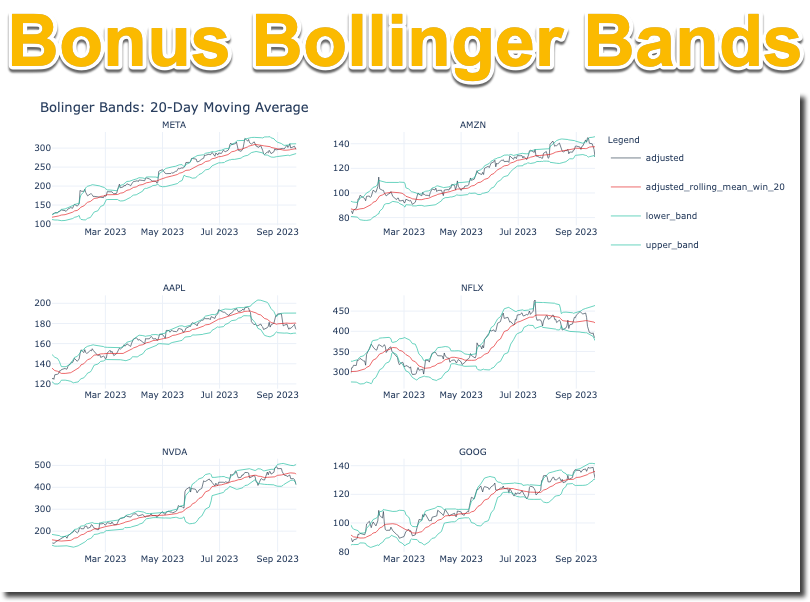 Bonus Bollinger Bands
Bolinger Bands: 20-Day Moving Average
META
300
250
200
150
100
Mar 2023 May 2023 Jul 2023 Sep 2023
AMZN
140
120
100
80
Mar 2023 May 2023 Jul 2023 Sep 2023
Legend
adjusted
adjusted_rolling_mean_win_20
lower_band
upper_band
AAPL
200
180
160
140
120
Mar 2023 May 2023 Jul 2023 Sep 2023
NFLX
450
400
350
300
Mar 2023 May 2023 Jul 2023 Sep 2023
NVDA
500
400
300
200
Mar 2023 May 2023 Jul 2023 Sep 2023
GOOG
140
120
100
80
Mar 2023 May 2023 Jul 2023 Sep 2023